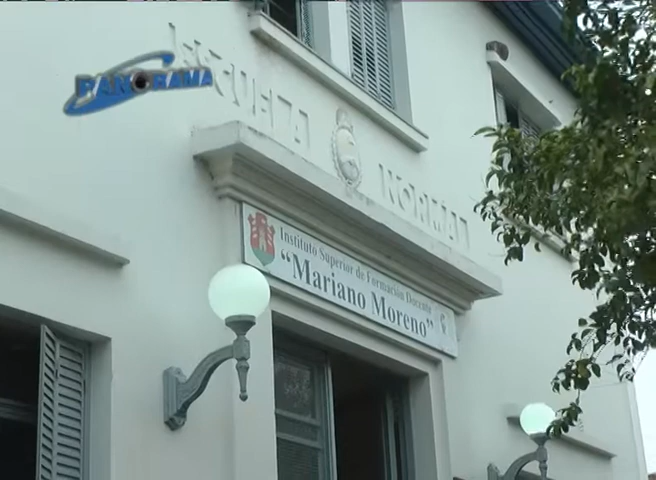 PANORAMA
ESCUELA NORMAL
Instituto Superior de Formación Docente
"Mariano Moreno"